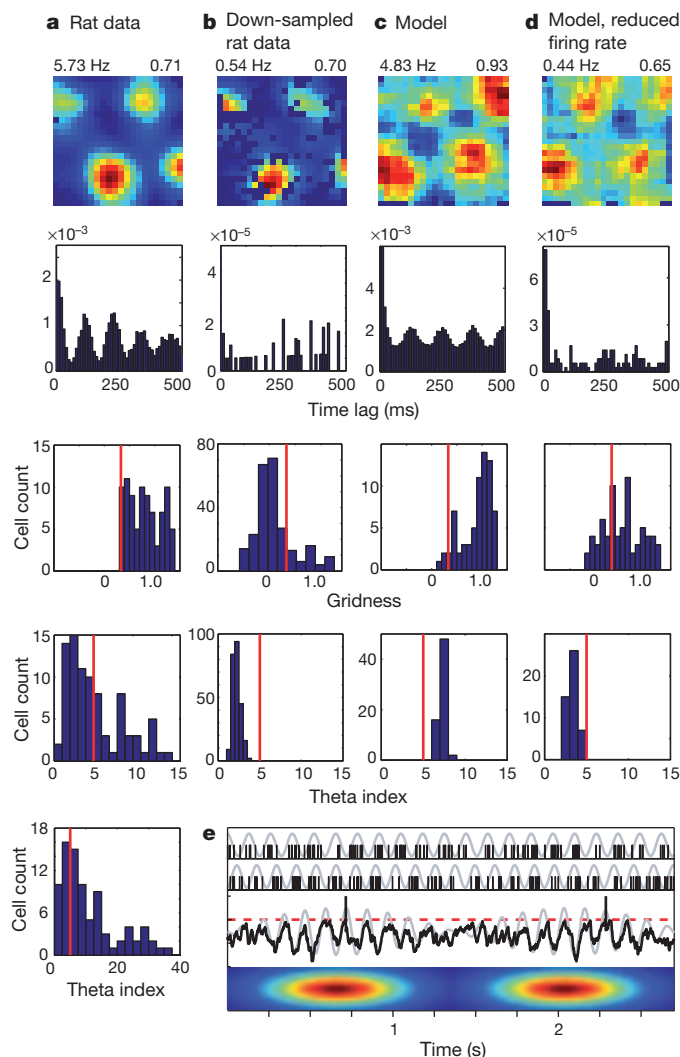 a Rat data
b Down-sampled rat data
c Model
d Model, reduced firing rate
5.73 Hz 0.71
0.54 Hz 0.70
4.83 Hz 0.93
0.44 Hz 0.65
×10⁻³
×10⁻⁵
×10⁻³
×10⁻⁵
2
1
0
4
2
0
6
4
2
0
6
4
2
0
0 250 500
0 250 500
0 250 500
0 250 500
Time lag (ms)
Cell count
15
10
5
0
80
40
0
10
5
0
15
10
5
0
0 1.0
0 1.0
0 1.0
0 1.0
Gridness
Cell count
15
10
5
0
100
50
0
40
20
0
20
10
0
0 5 10 15
0 5 10 15
0 5 10 15
0 5 10 15
Theta index
Cell count
18
12
6
0
0 20 40
Theta index
e
1 2
Time (s)